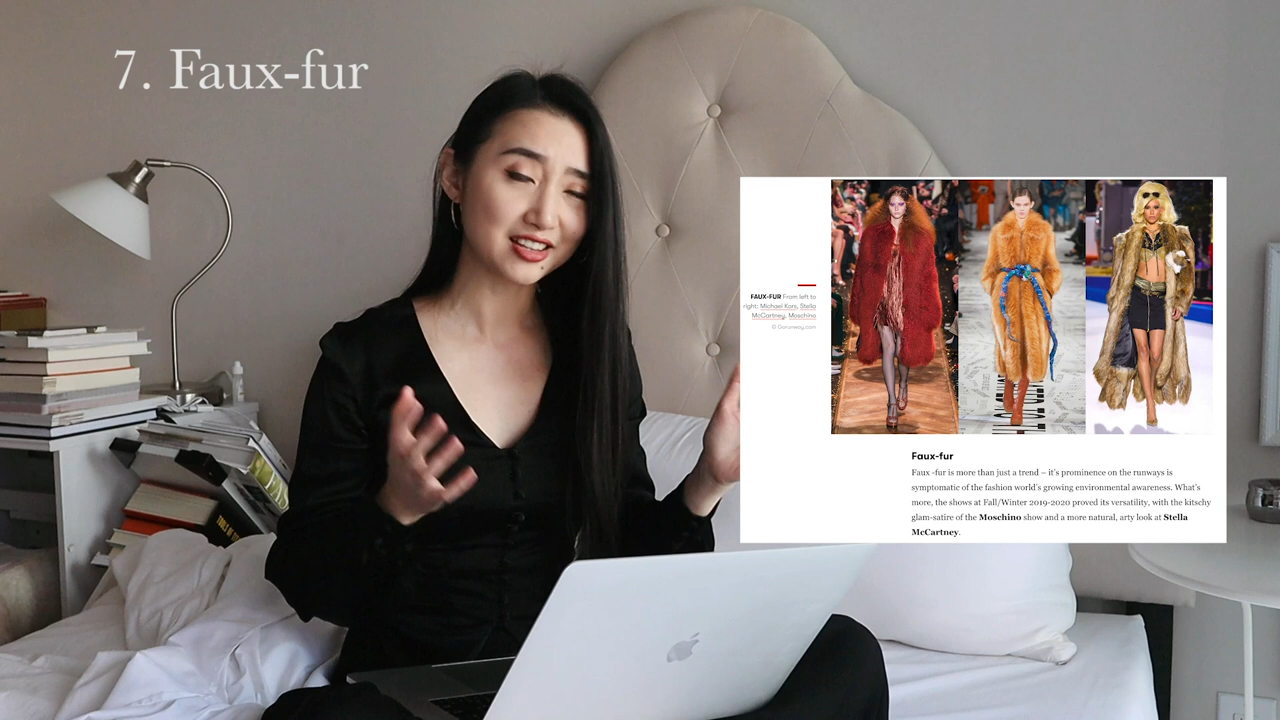 7. Faux-fur
FAUX-FUR From left to
right: Michael Kors, Stella
McCartney, Moschino
© Gorunway.com
Faux-fur
Faux -fur is more than just a trend – it's prominence on the runways is
symptomatic of the fashion world's growing environmental awareness. What's
more, the shows at Fall/Winter 2019-2020 proved its versatility, with the kitschy
glam-satire of the Moschino show and a more natural, arty look at Stella
McCartney.